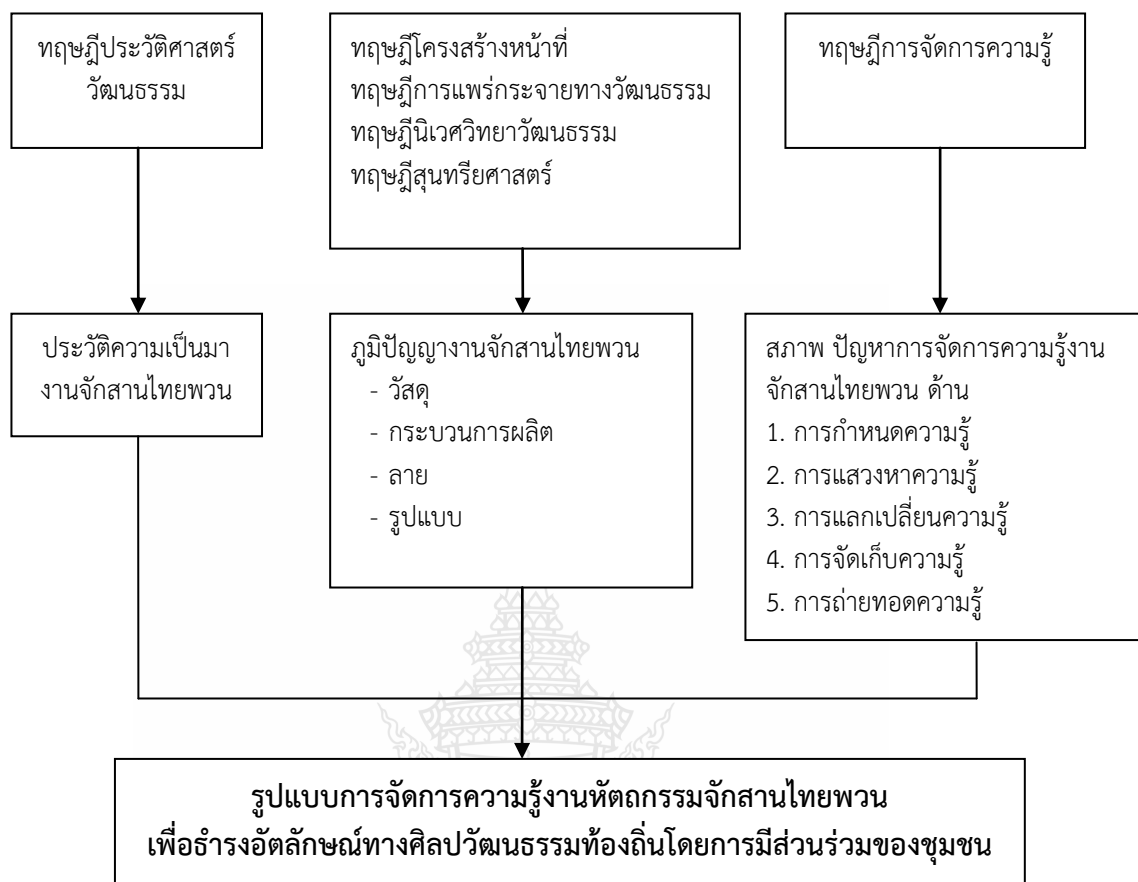 ทฤษฎีประวัติศาสตร์
วัฒนธรรม
ทฤษฎีโครงสร้างหน้าที่
ทฤษฎีการแพร่กระจายทางวัฒนธรรม
ทฤษฎีนิเวศวิทยาวัฒนธรรม
ทฤษฎีสุนทรียศาสตร์
ทฤษฎีการจัดการความรู้
ประวัติความเป็นมา
งานจักสานไทยพวน
ภูมิปัญญางานจักสานไทยพวน
- วัสดุ
- กระบวนการผลิต
- ลาย
- รูปแบบ
สภาพ ปัญหาการจัดการความรู้งาน
จักสานไทยพวน ด้าน
1. การกำหนดความรู้
2. การแสวงหาความรู้
3. การแลกเปลี่ยนความรู้
4. การจัดเก็บความรู้
5. การถ่ายทอดความรู้
รูปแบบการจัดการความรู้งานหัตถกรรมจักสานไทยพวน
เพื่อธำรงอัตลักษณ์ทางศิลปวัฒนธรรมท้องถิ่นโดยการมีส่วนร่วมของชุมชน